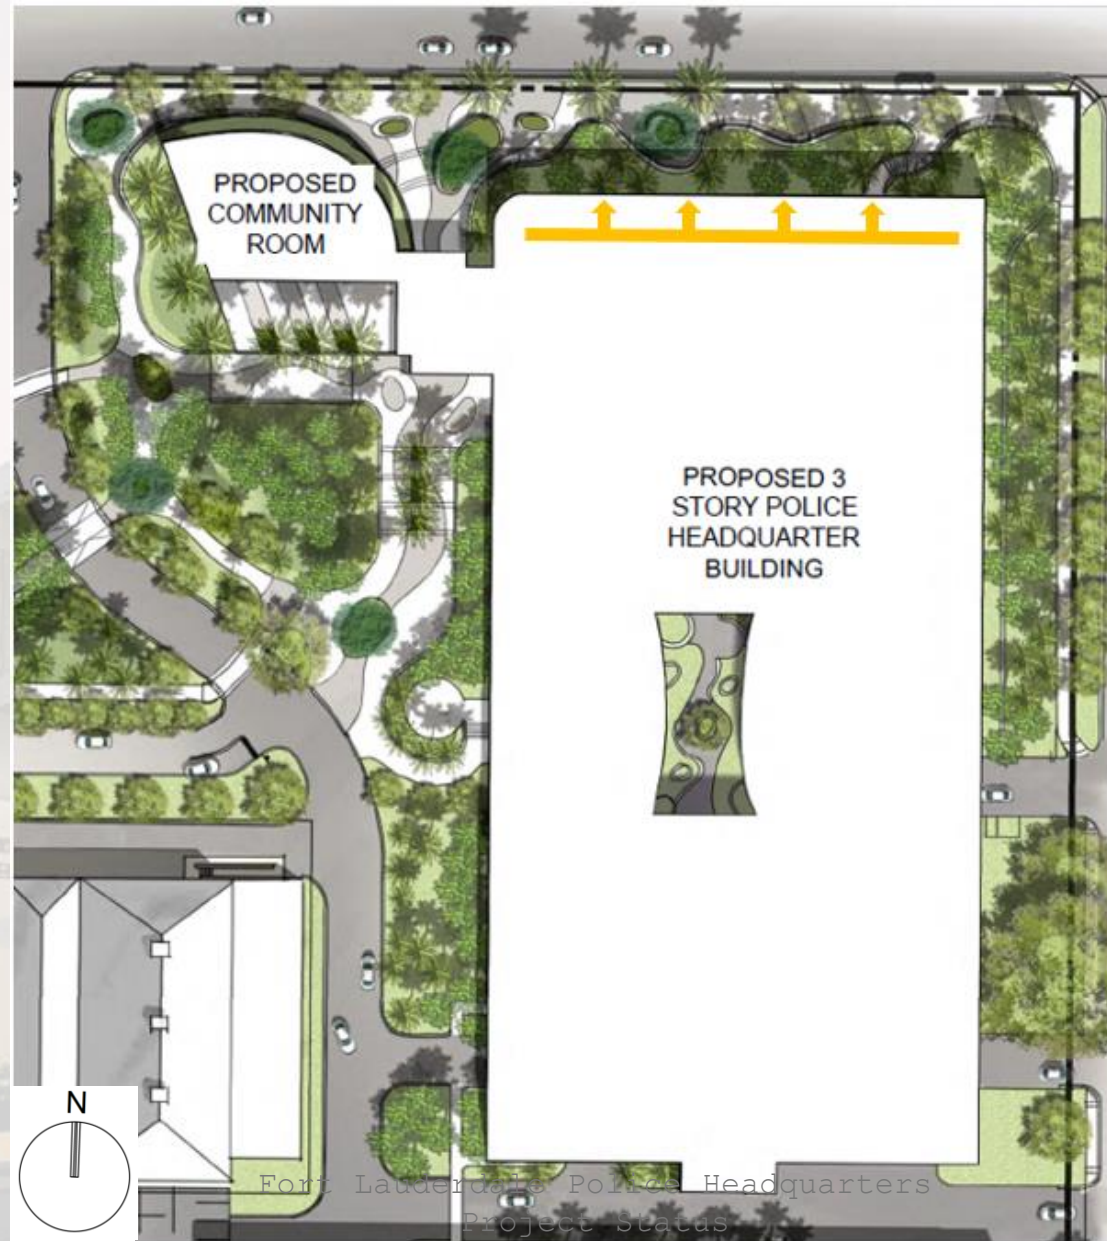 PROPOSED
COMMUNITY
ROOM
PROPOSED 3
STORY POLICE
HEADQUARTER
BUILDING
N
Fort Lauderdale Police Headquarters
Project Status